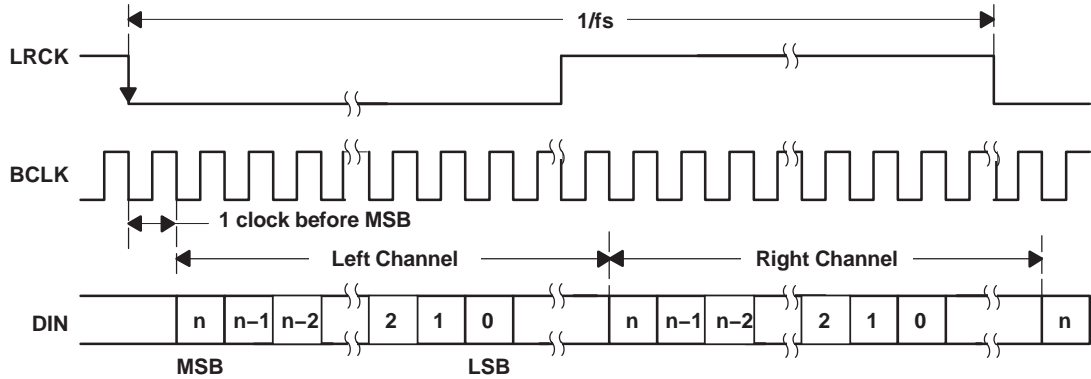 1/fs
LRCK
BCLK
1 clock before MSB
Left Channel
Right Channel
DIN
n n−1 n−2 2 1 0 n n−1 n−2 2 1 0 n
MSB
LSB